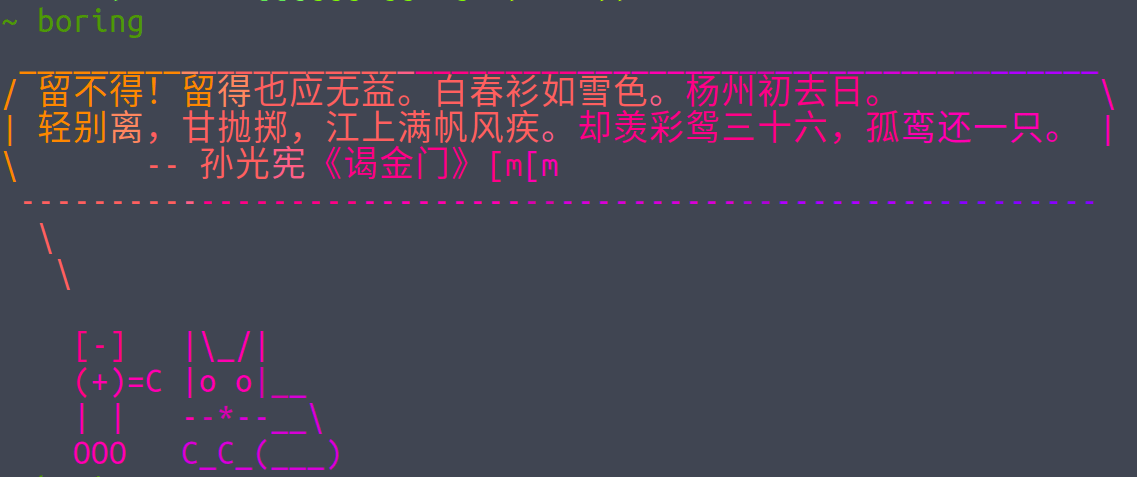 ~ boring
/ 留不得！留得也应无益。白春衫如雪色。杨州初去日。 \
| 轻别离，甘抛掷，江上满帆风疾。却羡彩鸳三十六，孤鸾还一只。 |
\ -- 孙光宪《谒金门》[m[m
------------------------------------------------------------
\
\
[-] |\_/|
(+)=C |o o|__
| | --*--__\
OOO C_C_(___)